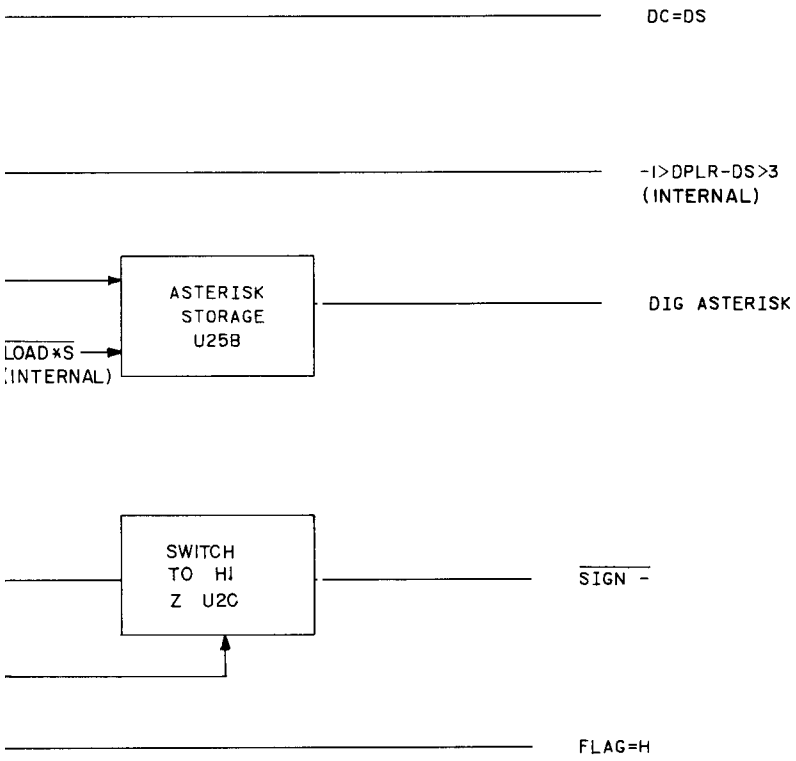 DC=DS
-1>DPLR-DS>3
(INTERNAL)
ASTERISK
STORAGE
U25B
DIG ASTERISK
LOAD*S
(INTERNAL)
SWITCH
TO HI
Z U2C
SIGN -
FLAG=H